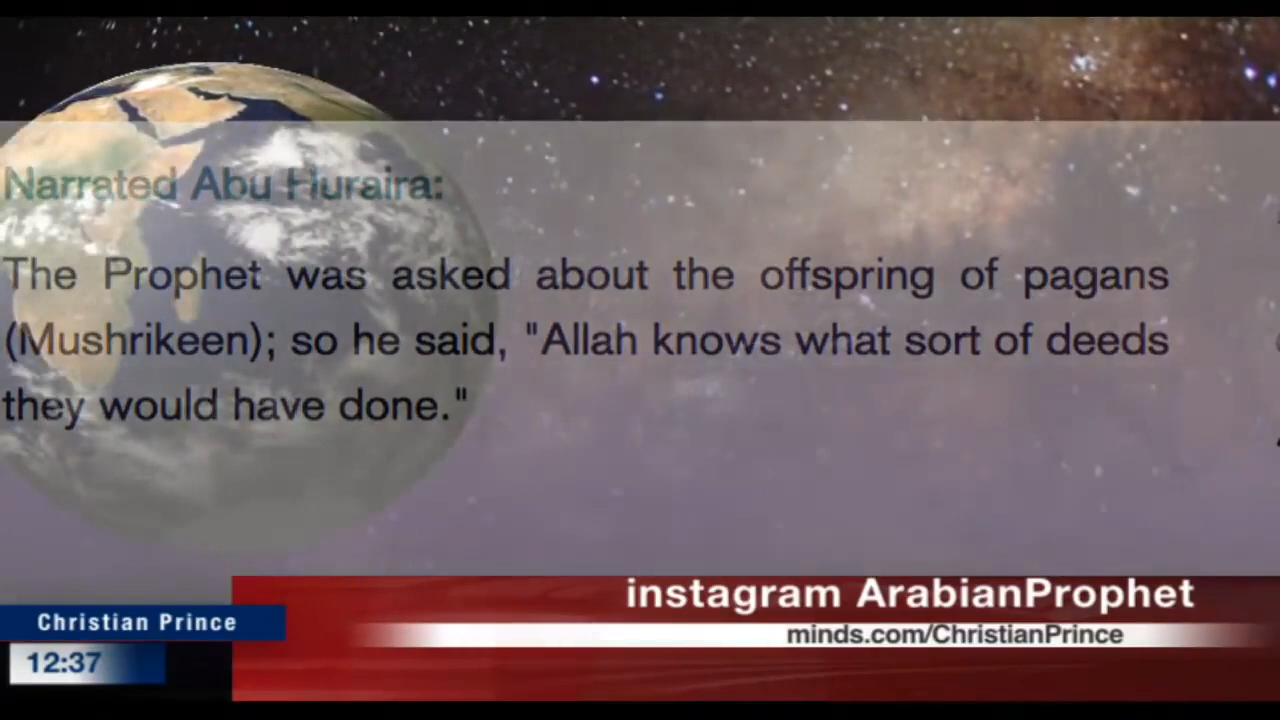 Narrated Abu Huraira:
The Prophet was asked about the offspring of pagans
(Mushrikeen); so he said, "Allah knows what sort of deeds
they would have done."
instagram ArabianProphet
minds.com/ChristianPrince
Christian Prince
12:37